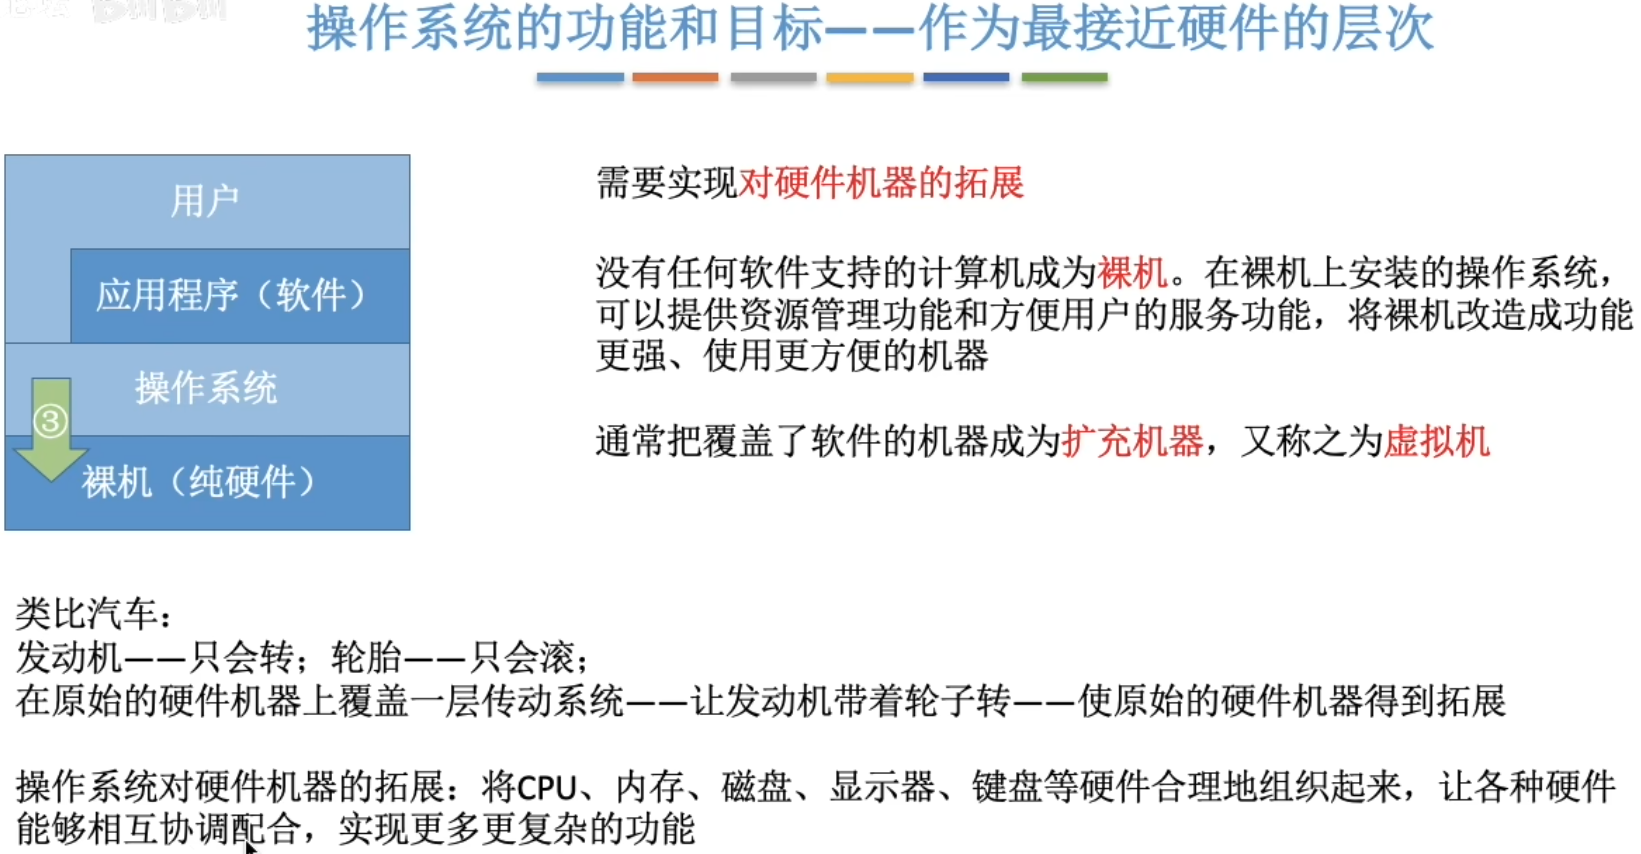 操作系统的功能和目标——作为最接近硬件的层次
用户
应用程序（软件）
操作系统
③
裸机（纯硬件）
需要实现对硬件机器的拓展
没有任何软件支持的计算机成为裸机。在裸机上安装的操作系统，
可以提供资源管理功能和方便用户的服务功能，将裸机改造成功能
更强、使用更方便的机器
通常把覆盖了软件的机器成为扩充机器，又称之为虚拟机
类比汽车：
发动机——只会转；轮胎——只会滚；
在原始的硬件机器上覆盖一层传动系统——让发动机带着轮子转——使原始的硬件机器得到拓展
操作系统对硬件机器的拓展：将CPU、内存、磁盘、显示器、键盘等硬件合理地组织起来，让各种硬件
能够相互协调配合，实现更多更复杂的功能